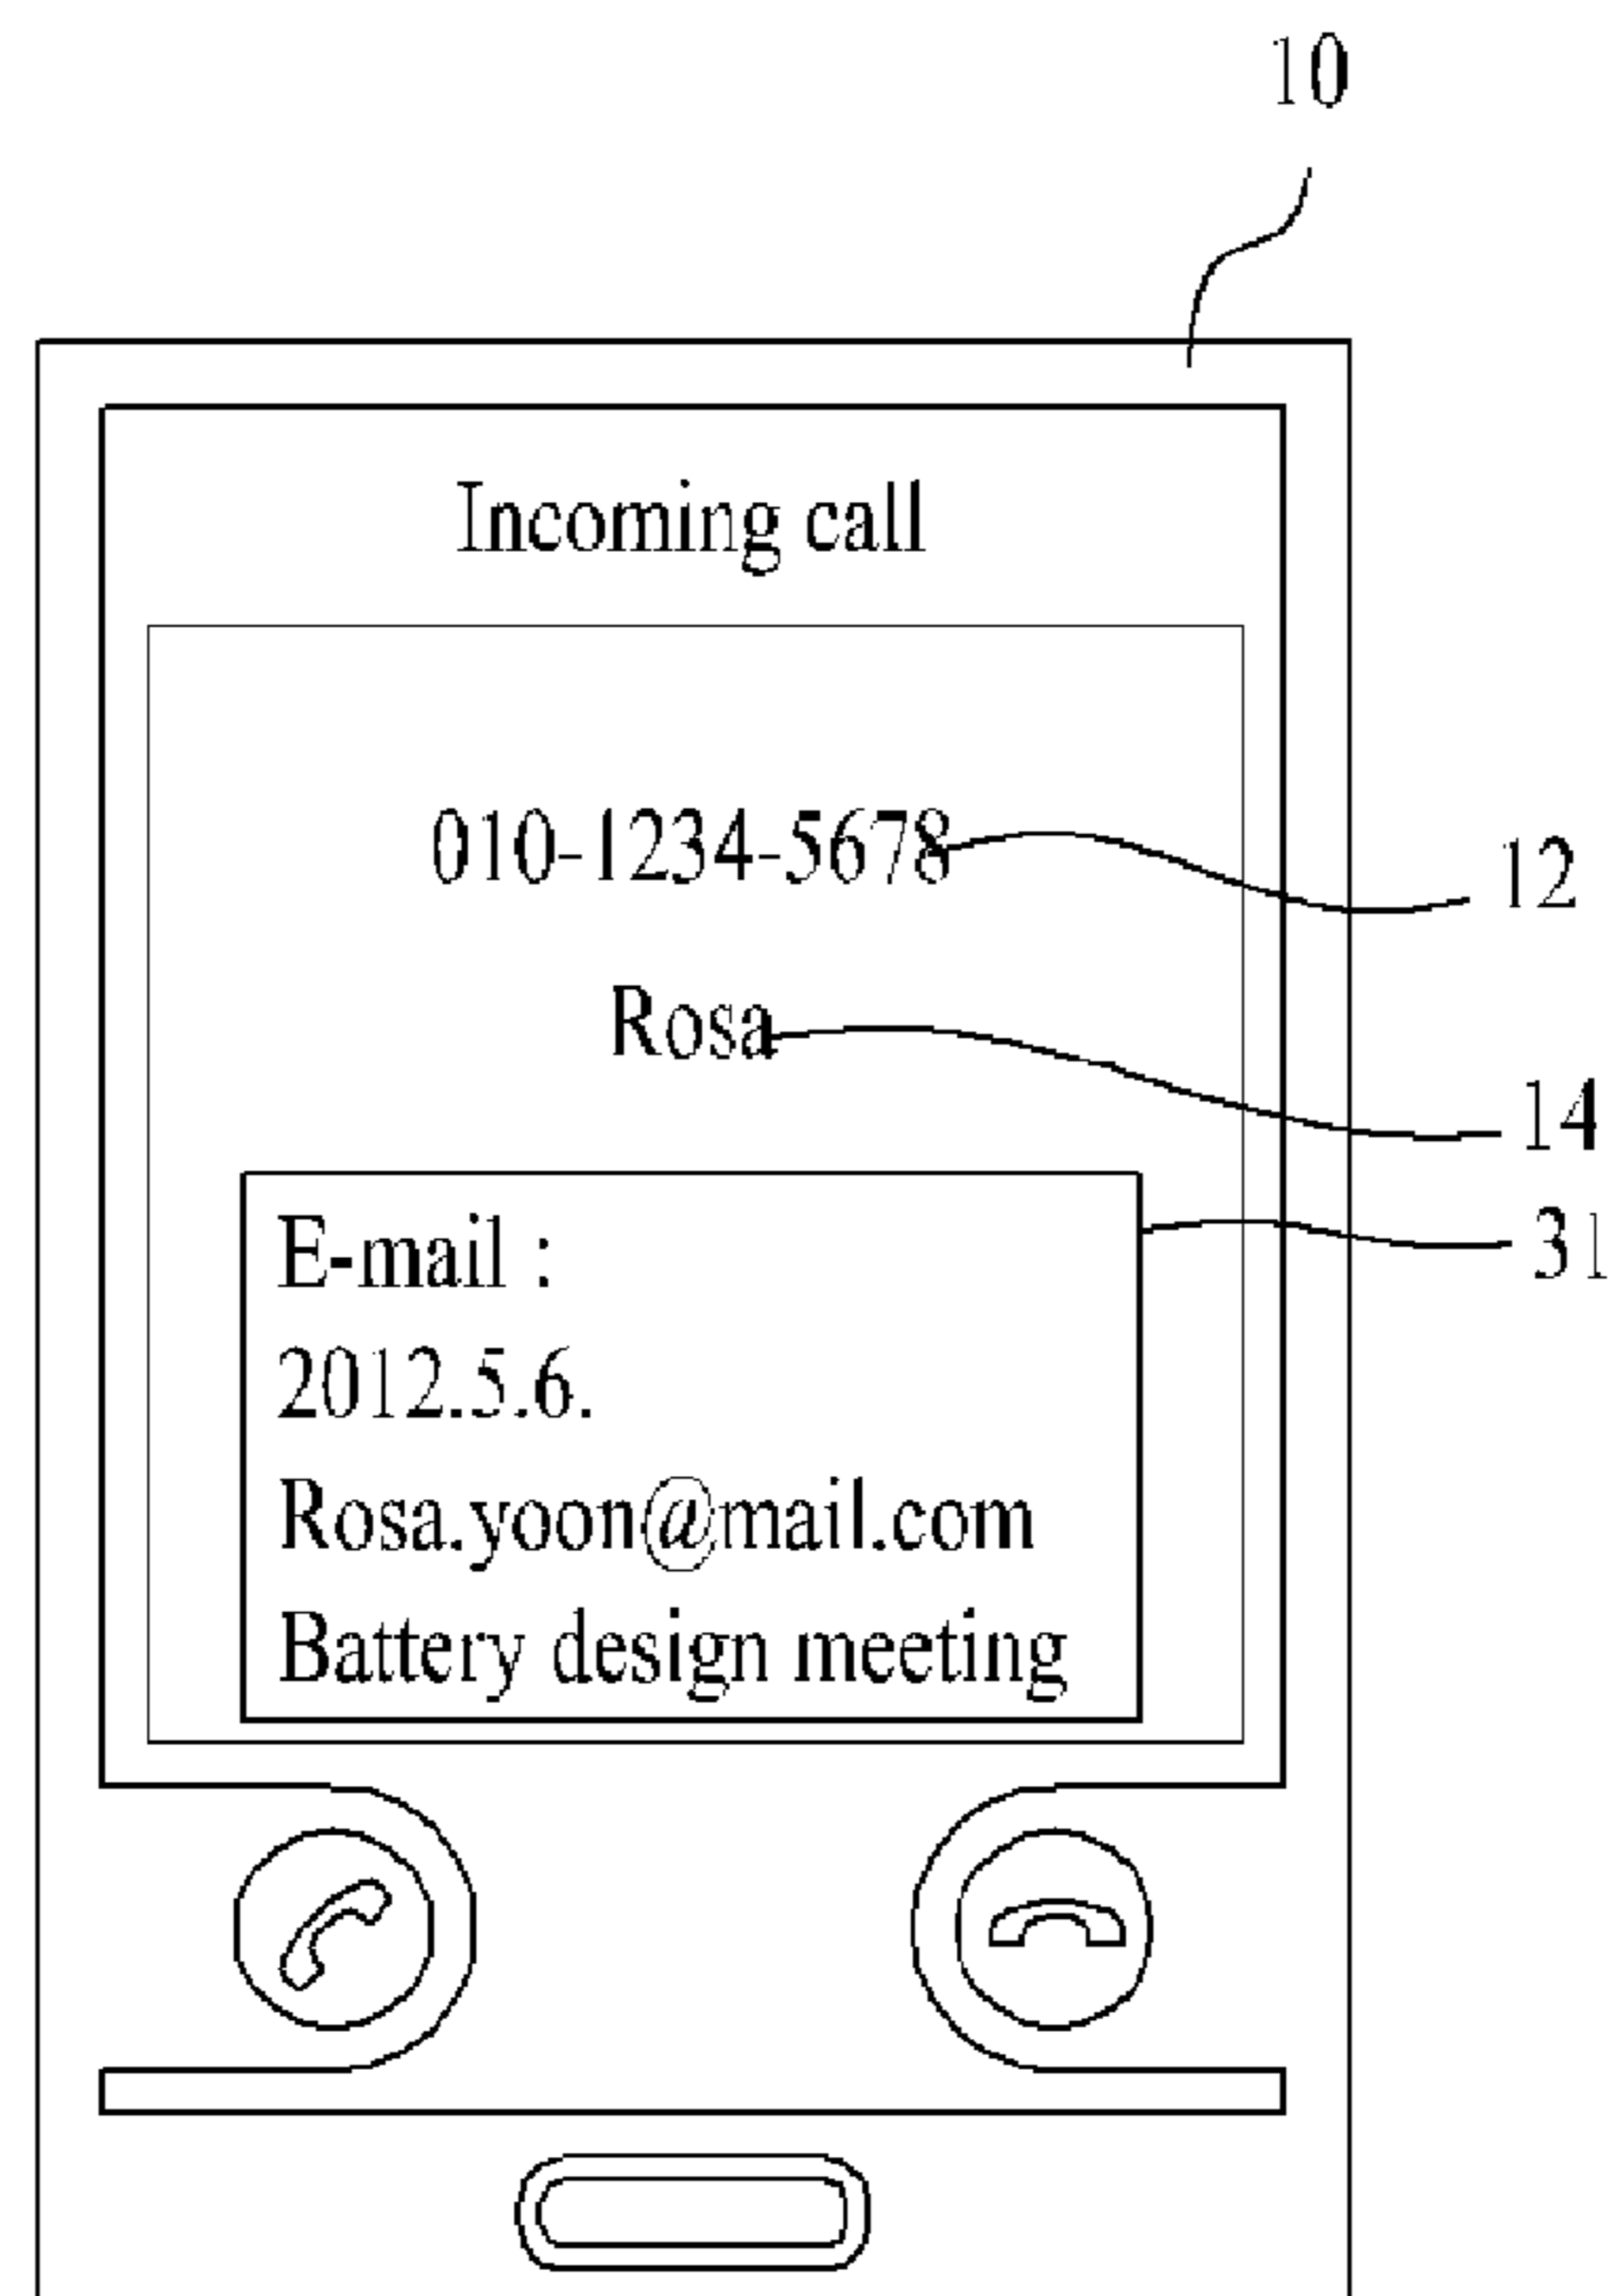 10
Incoming call
010-1234-5678
12
Rosa
14
31
E-mail :
2012.5.6.
Rosa.yoon@mail.com
Battery design meeting